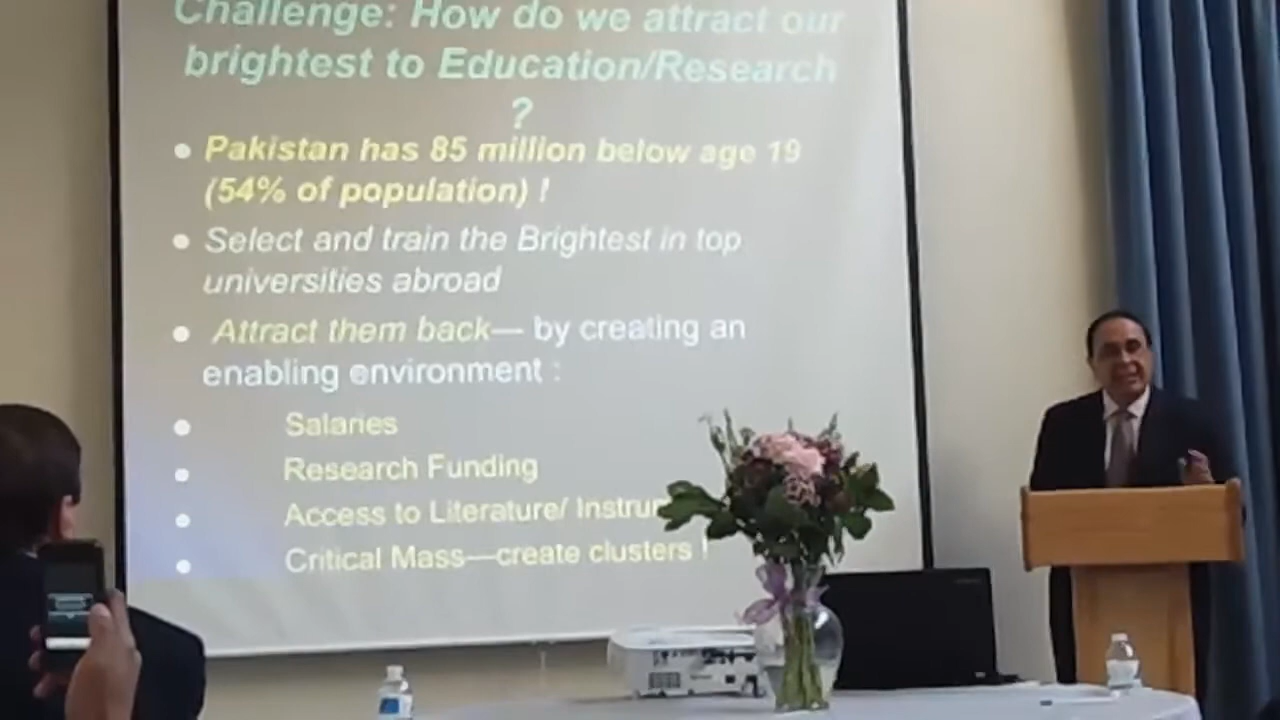 Challenge: How do we attract our
brightest to Education/Research
?
• Pakistan has 85 million below age 19
(54% of population) !
• Select and train the Brightest in top
universities abroad
• Attract them back— by creating an
enabling environment :
• Salaries
• Research Funding
• Access to Literature/
• Critical Mass—create clusters !